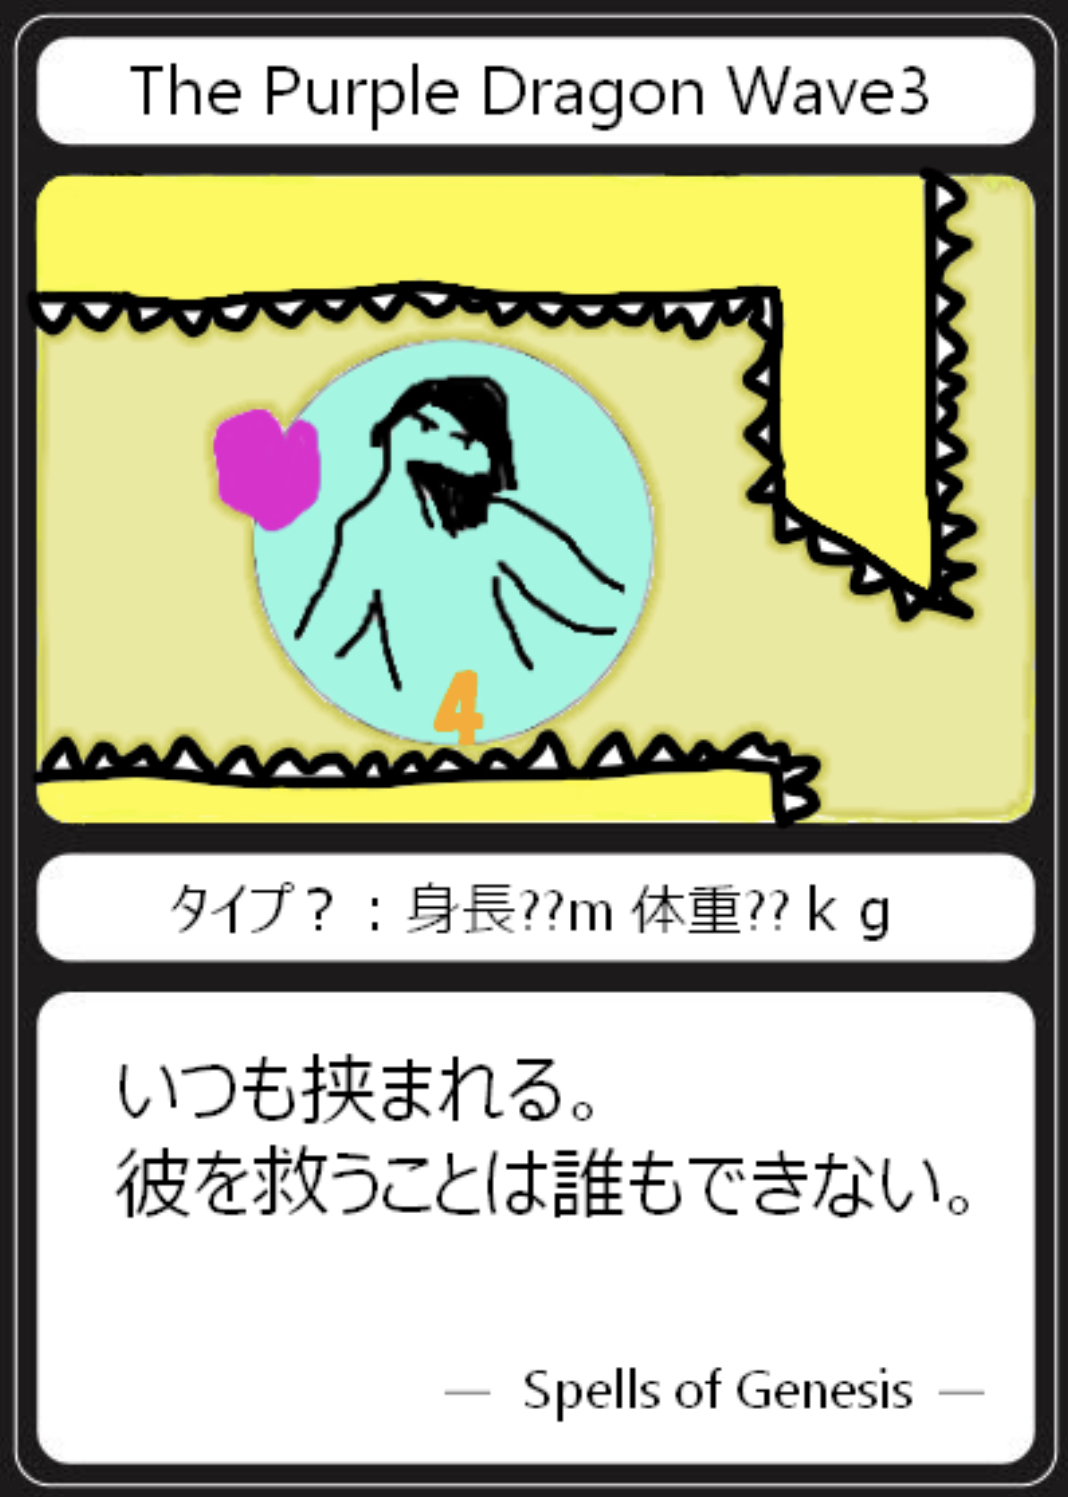 The Purple Dragon Wave3
4
タイプ？：身長??m 体重??ｋｇ
いつも挟まれる。
彼を救うことは誰もできない。
— Spells of Genesis —